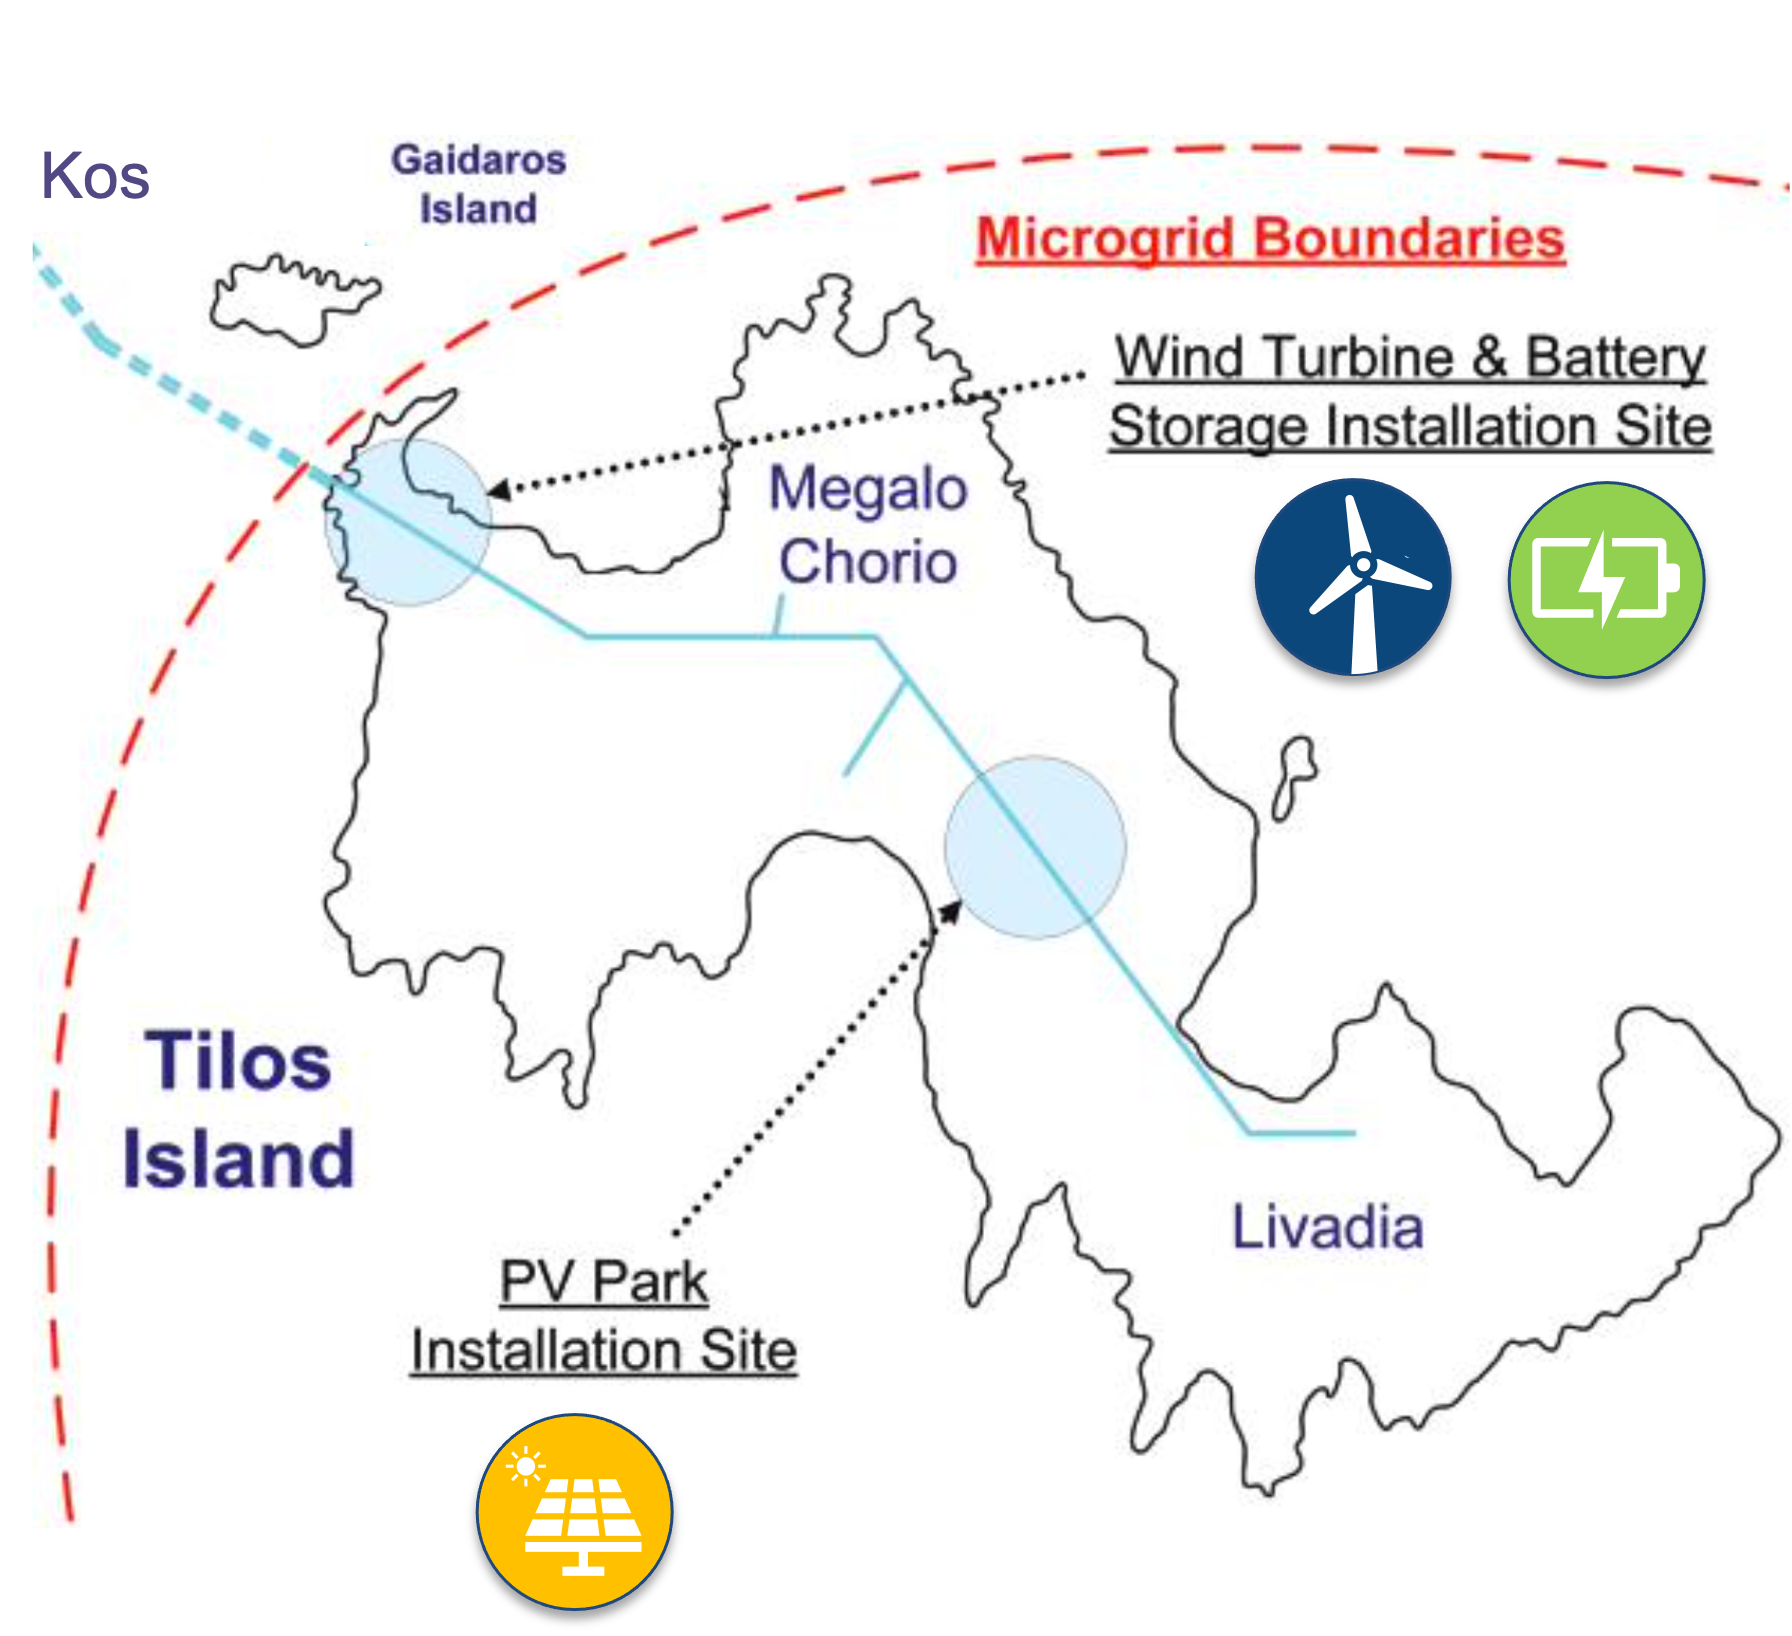 Kos
Gaidaros
Island
Microgrid Boundaries
Wind Turbine & Battery
Storage Installation Site
Megalo
Chorio
Tilos
Island
Livadia
PV Park
Installation Site